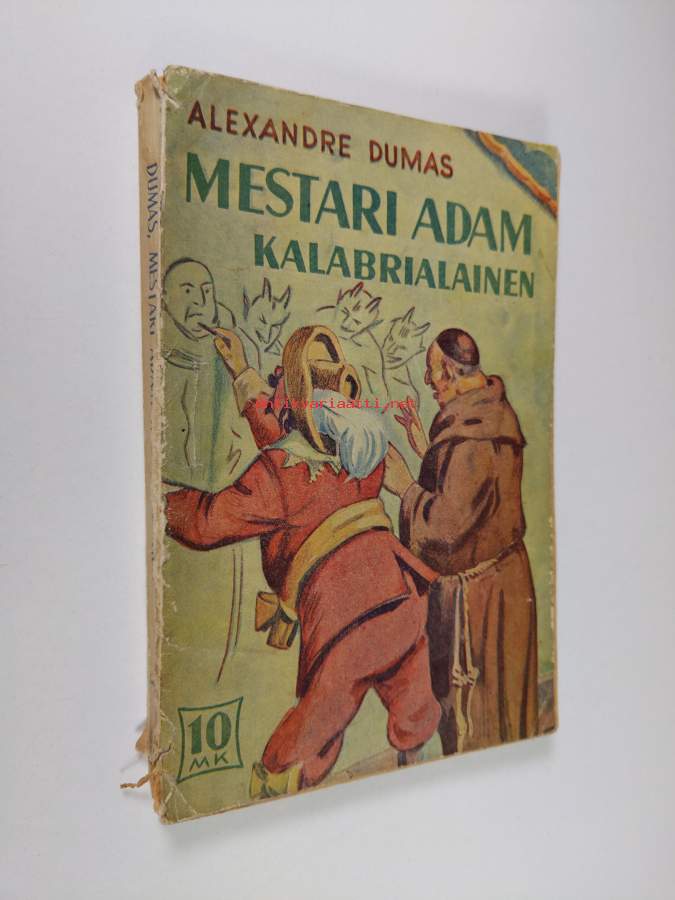 ALEXANDRE DUMAS
MESTARI ADAM
KALABRIALAINEN
antikvariaatti.net
10
MK
DUMAS, MESTARI